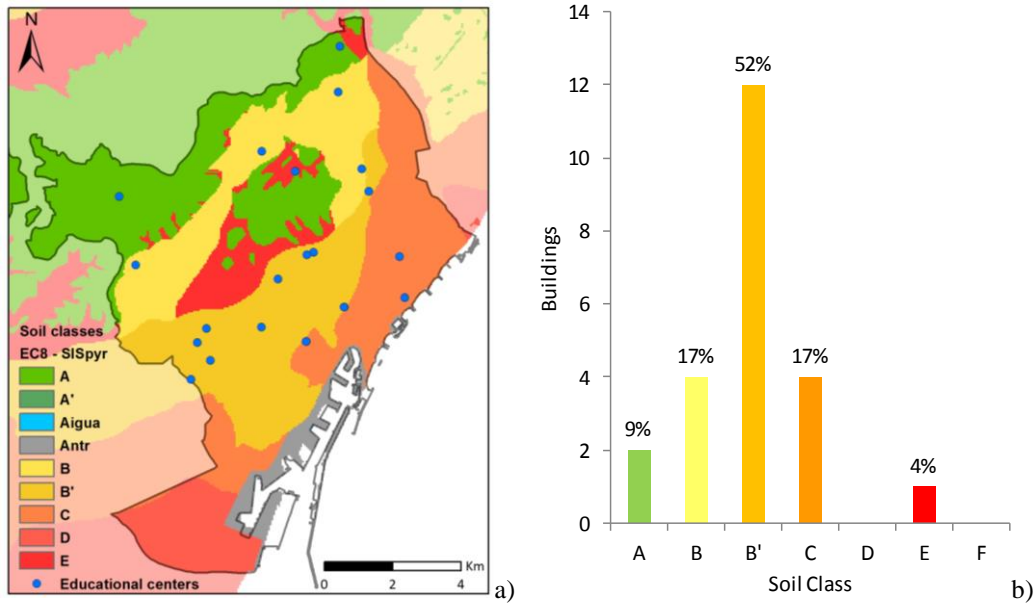 N
Soil classes
EC8 - SISpyr
A
A'
Aigua
Antr
B
B'
C
D
E
Educational centers
0 2 4 Km
a)
14
12
10
8
6
4
2
0
Buildings
9%
17%
52%
17%
4%
A B B' C D E F
Soil Class
b)